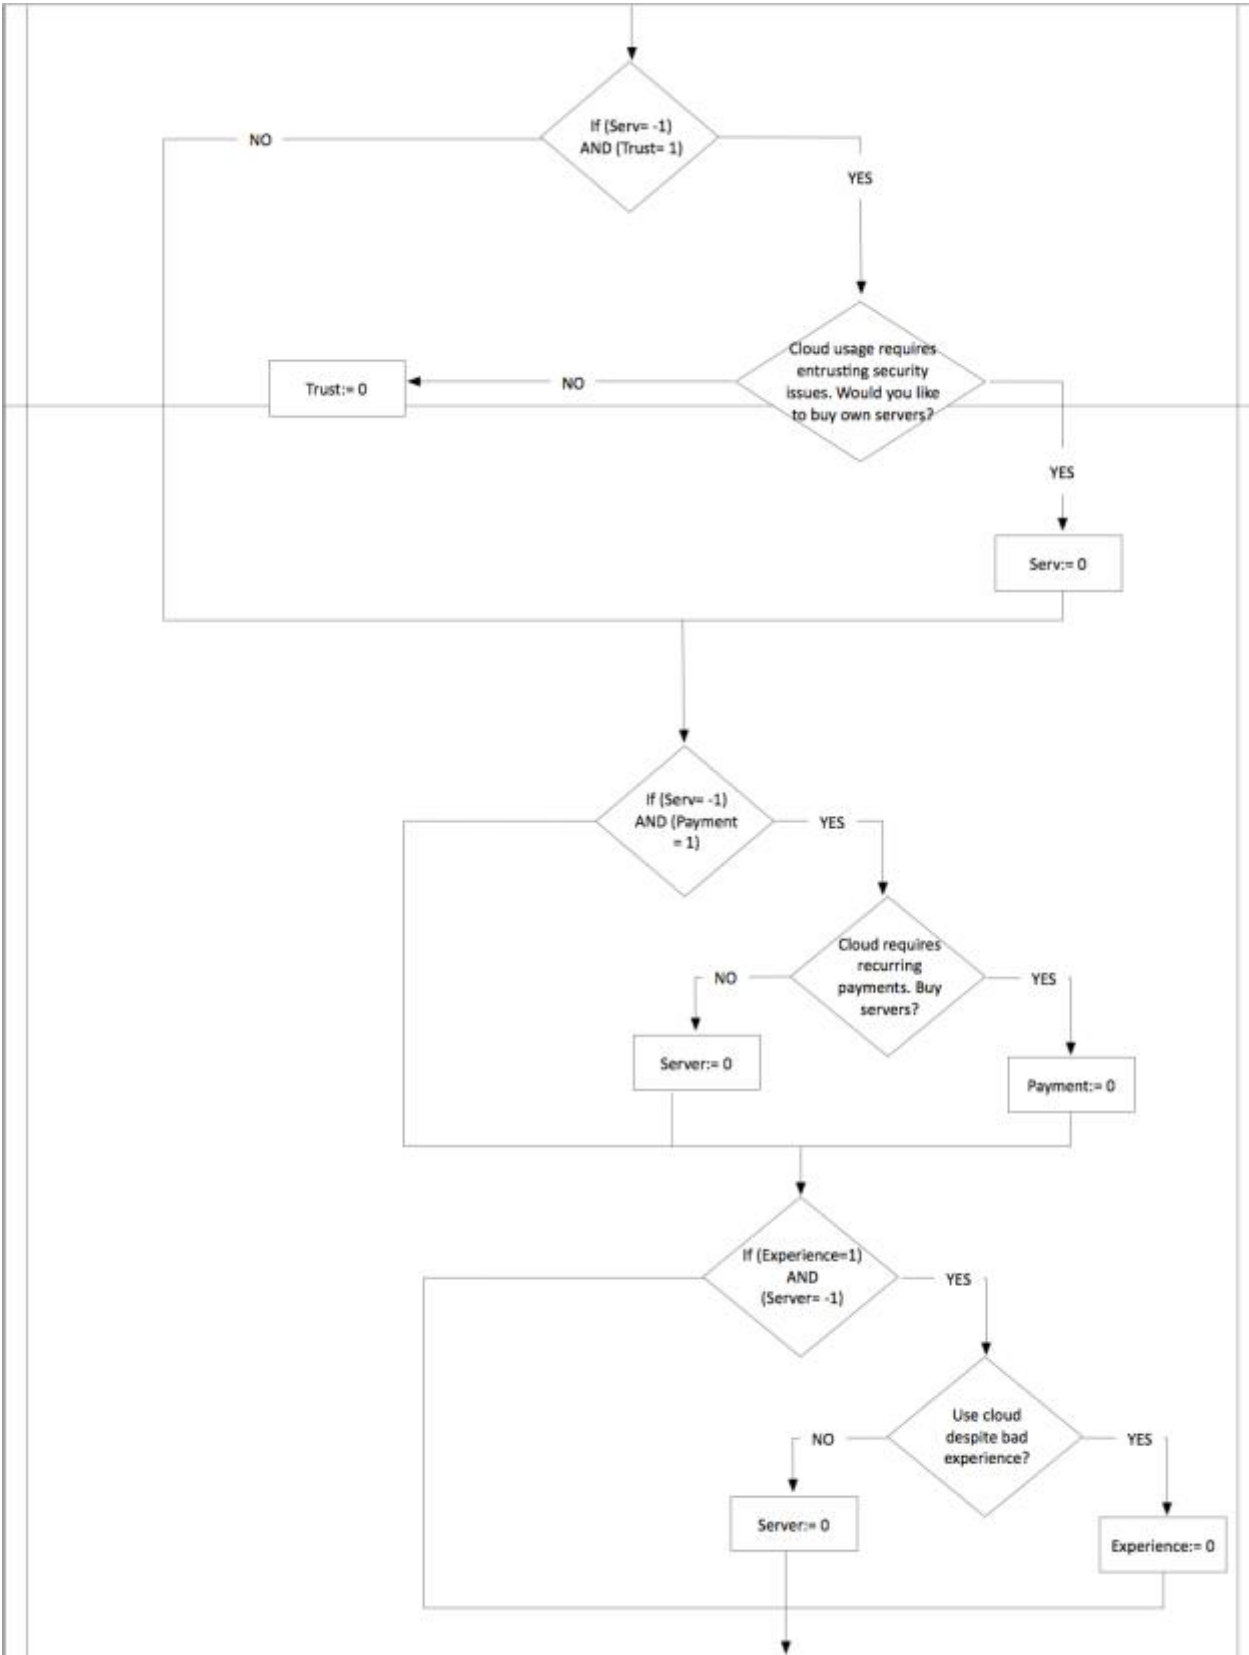 If (Serv= -1)
AND (Trust= 1)
NO
YES
Cloud usage requires
entrusting security
issues. Would you like
to buy own servers?
NO
Trust:= 0
YES
Serv:= 0
If (Serv= -1)
AND (Payment
= 1)
YES
Cloud requires
recurring
payments. Buy
servers?
NO
YES
Server:= 0
Payment:= 0
If (Experience=1)
AND
(Server= -1)
YES
Use cloud
despite bad
experience?
NO
YES
Server:= 0
Experience:= 0